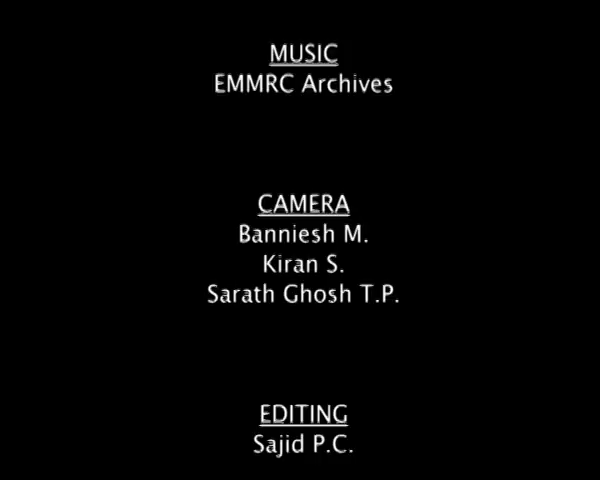 MUSIC
EMMRC Archives
CAMERA
Banniesh M.
Kiran S.
Sarath Ghosh T.P.
EDITING
Sajid P.C.